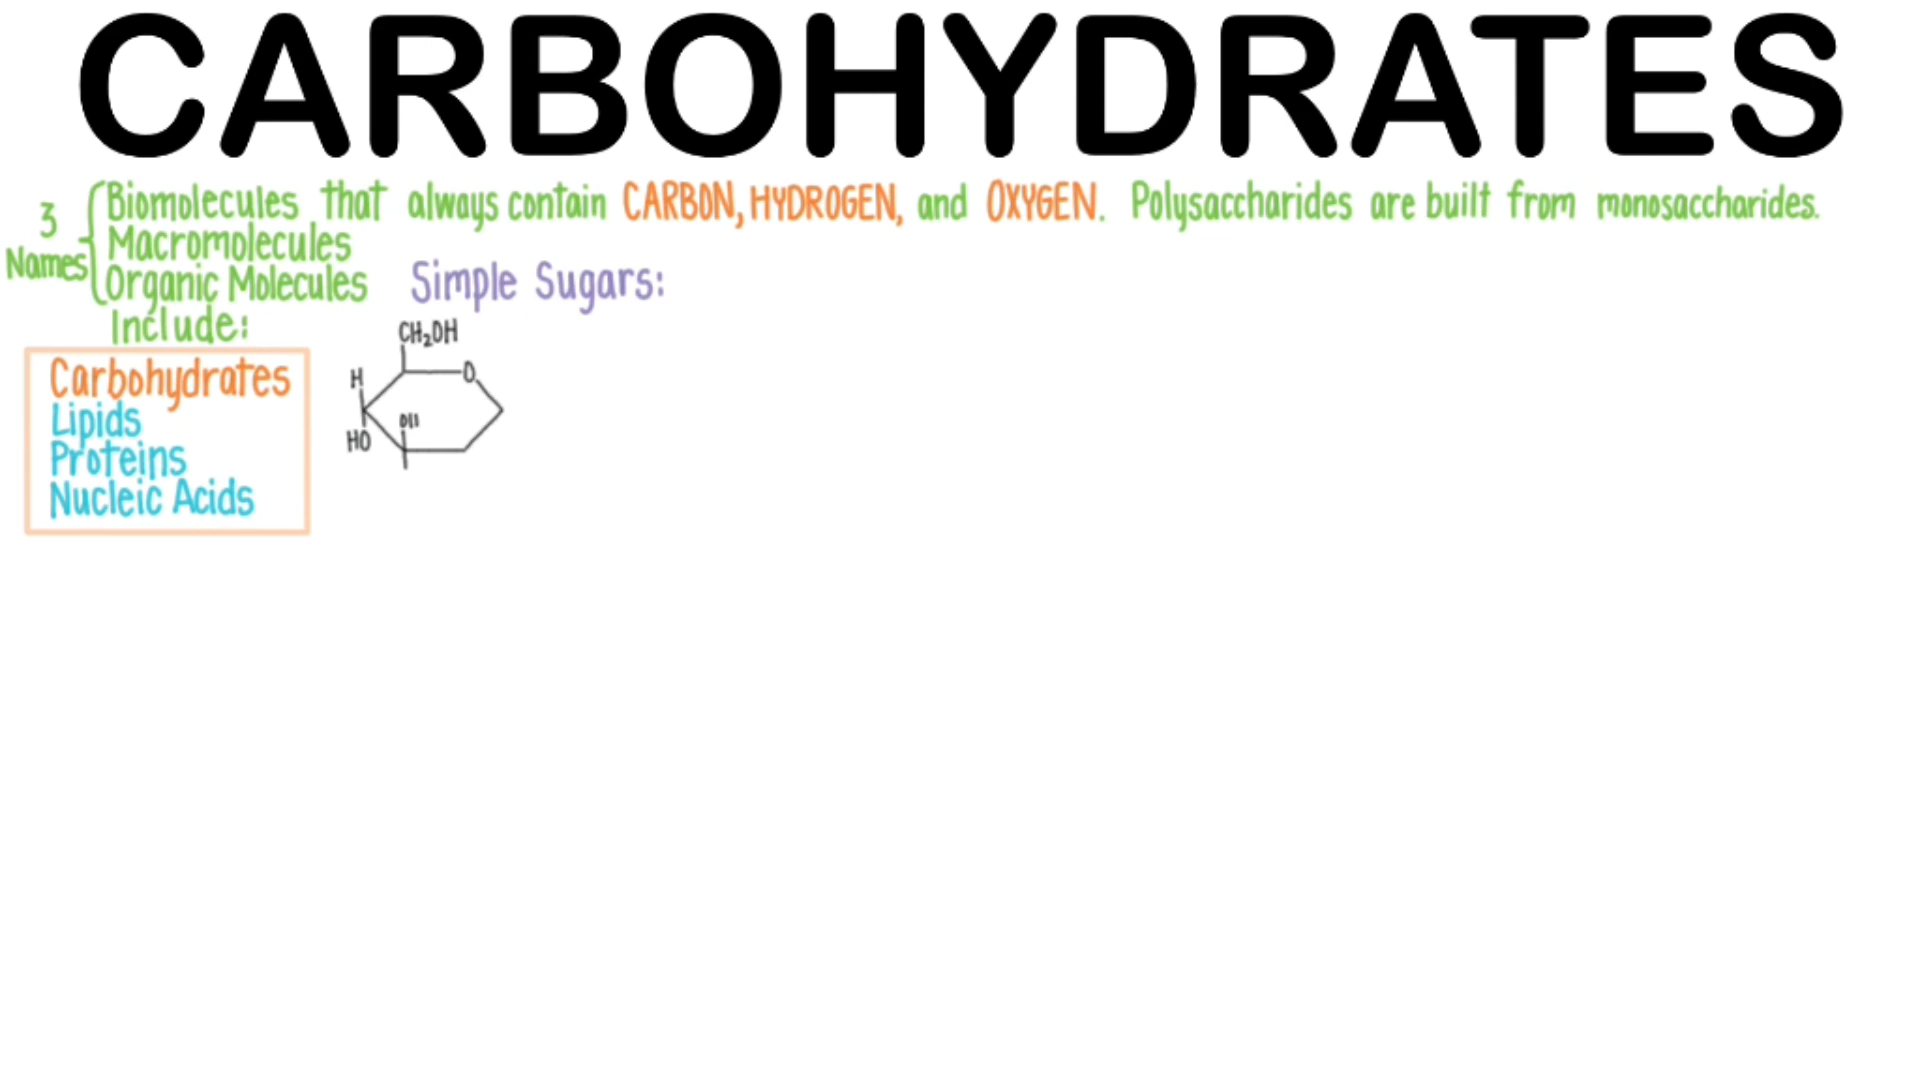 CARBOHYDRATES
3 Names
Biomolecules that always contain CARBON, HYDROGEN, and OXYGEN. Polysaccharides are built from monosaccharides.
Macromolecules
Organic Molecules
Simple Sugars:
Include:
Carbohydrates
Lipids
Proteins
Nucleic Acids
CH₂OH
O
H
OH
HO